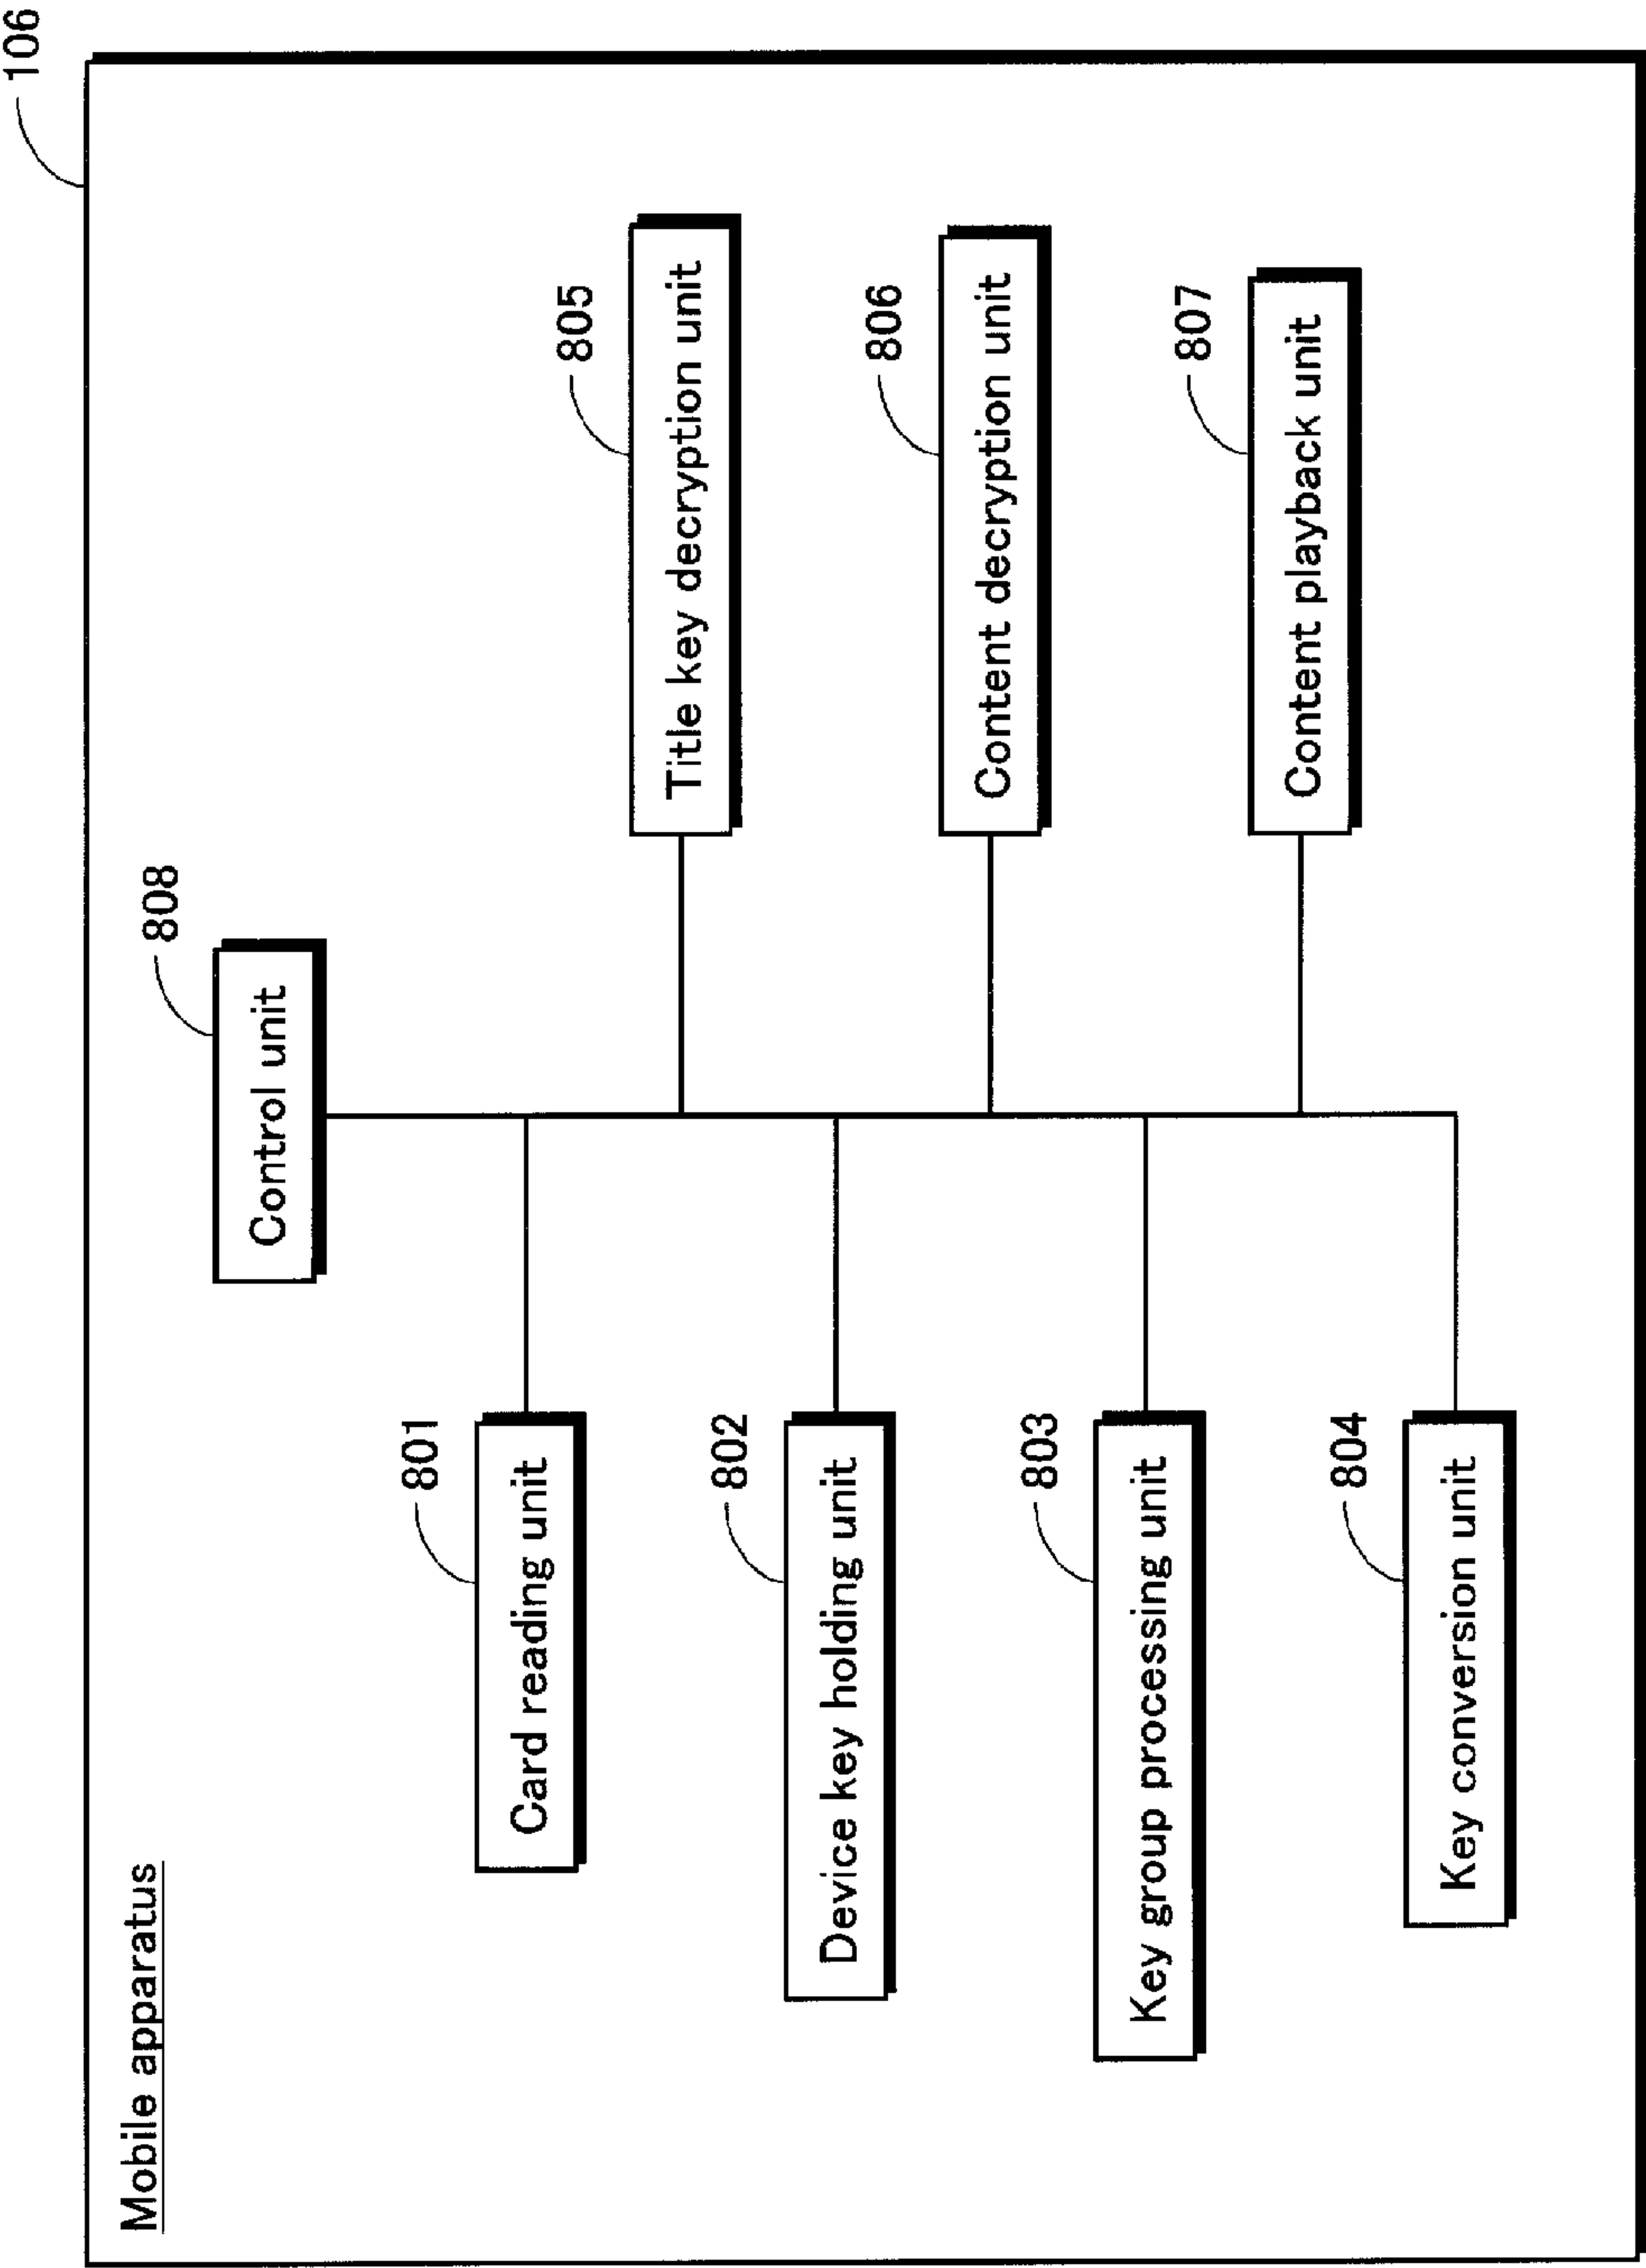 106
Mobile apparatus
808
Control unit
801
Card reading unit
805
Title key decryption unit
802
Device key holding unit
806
Content decryption unit
803
Key group processing unit
807
Content playback unit
804
Key conversion unit